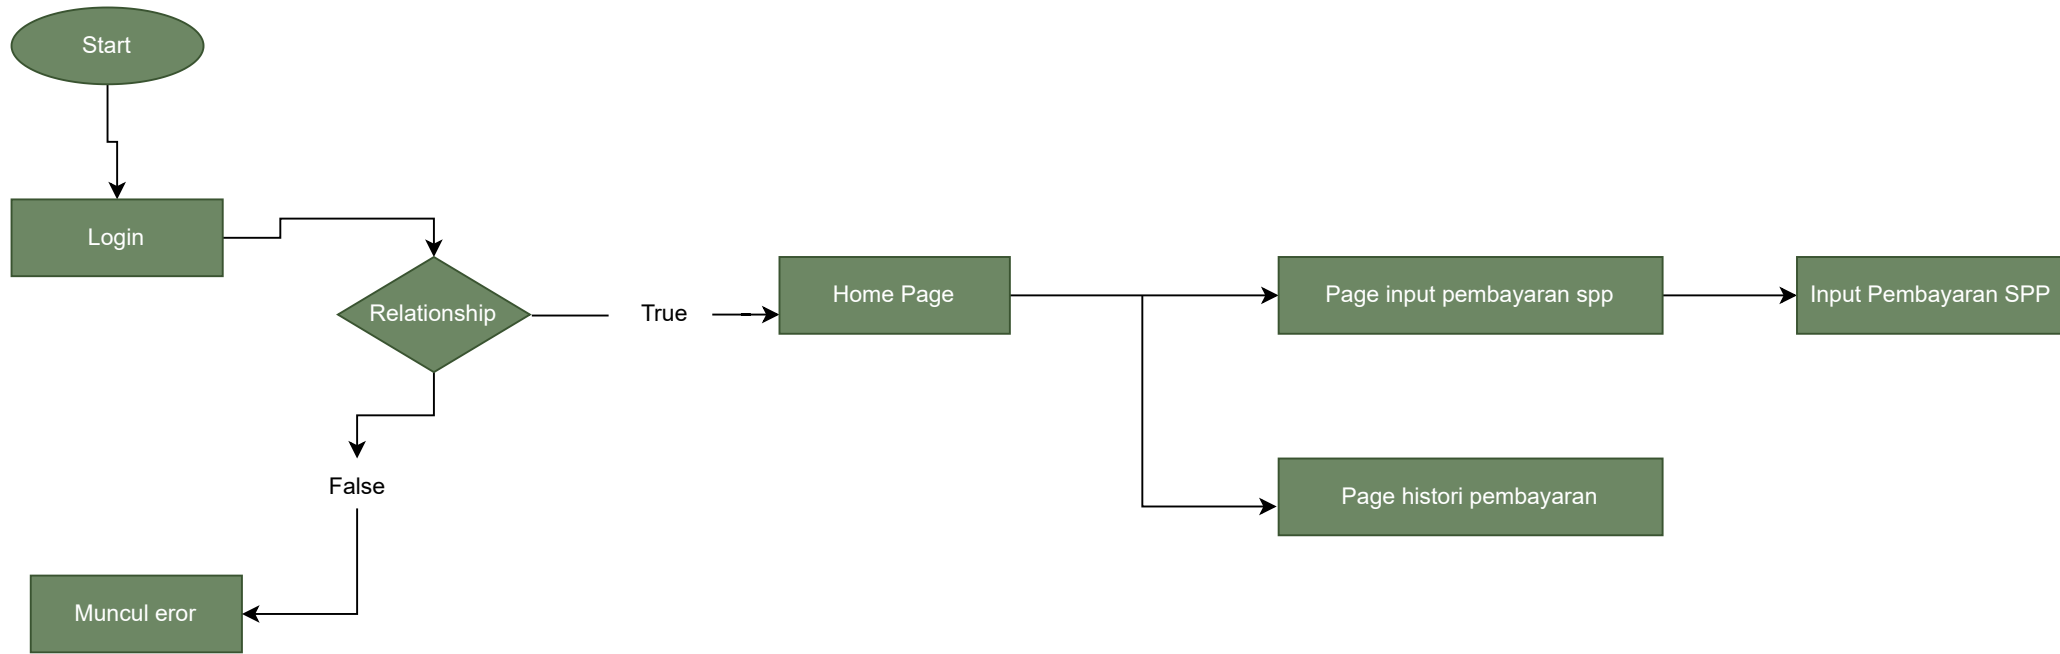 Start
Login
Relationship
True
Home Page
Page input pembayaran spp
Input Pembayaran SPP
False
Page histori pembayaran
Muncul eror